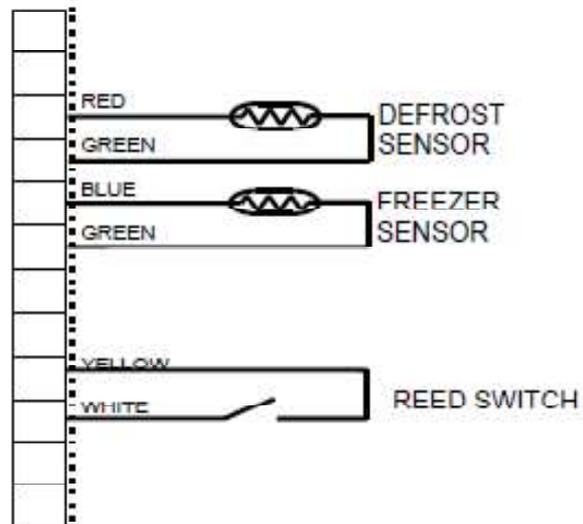 RED
DEFROST
GREEN
SENSOR
BLUE
FREEZER
GREEN
SENSOR
YELLOW
WHITE
REED SWITCH